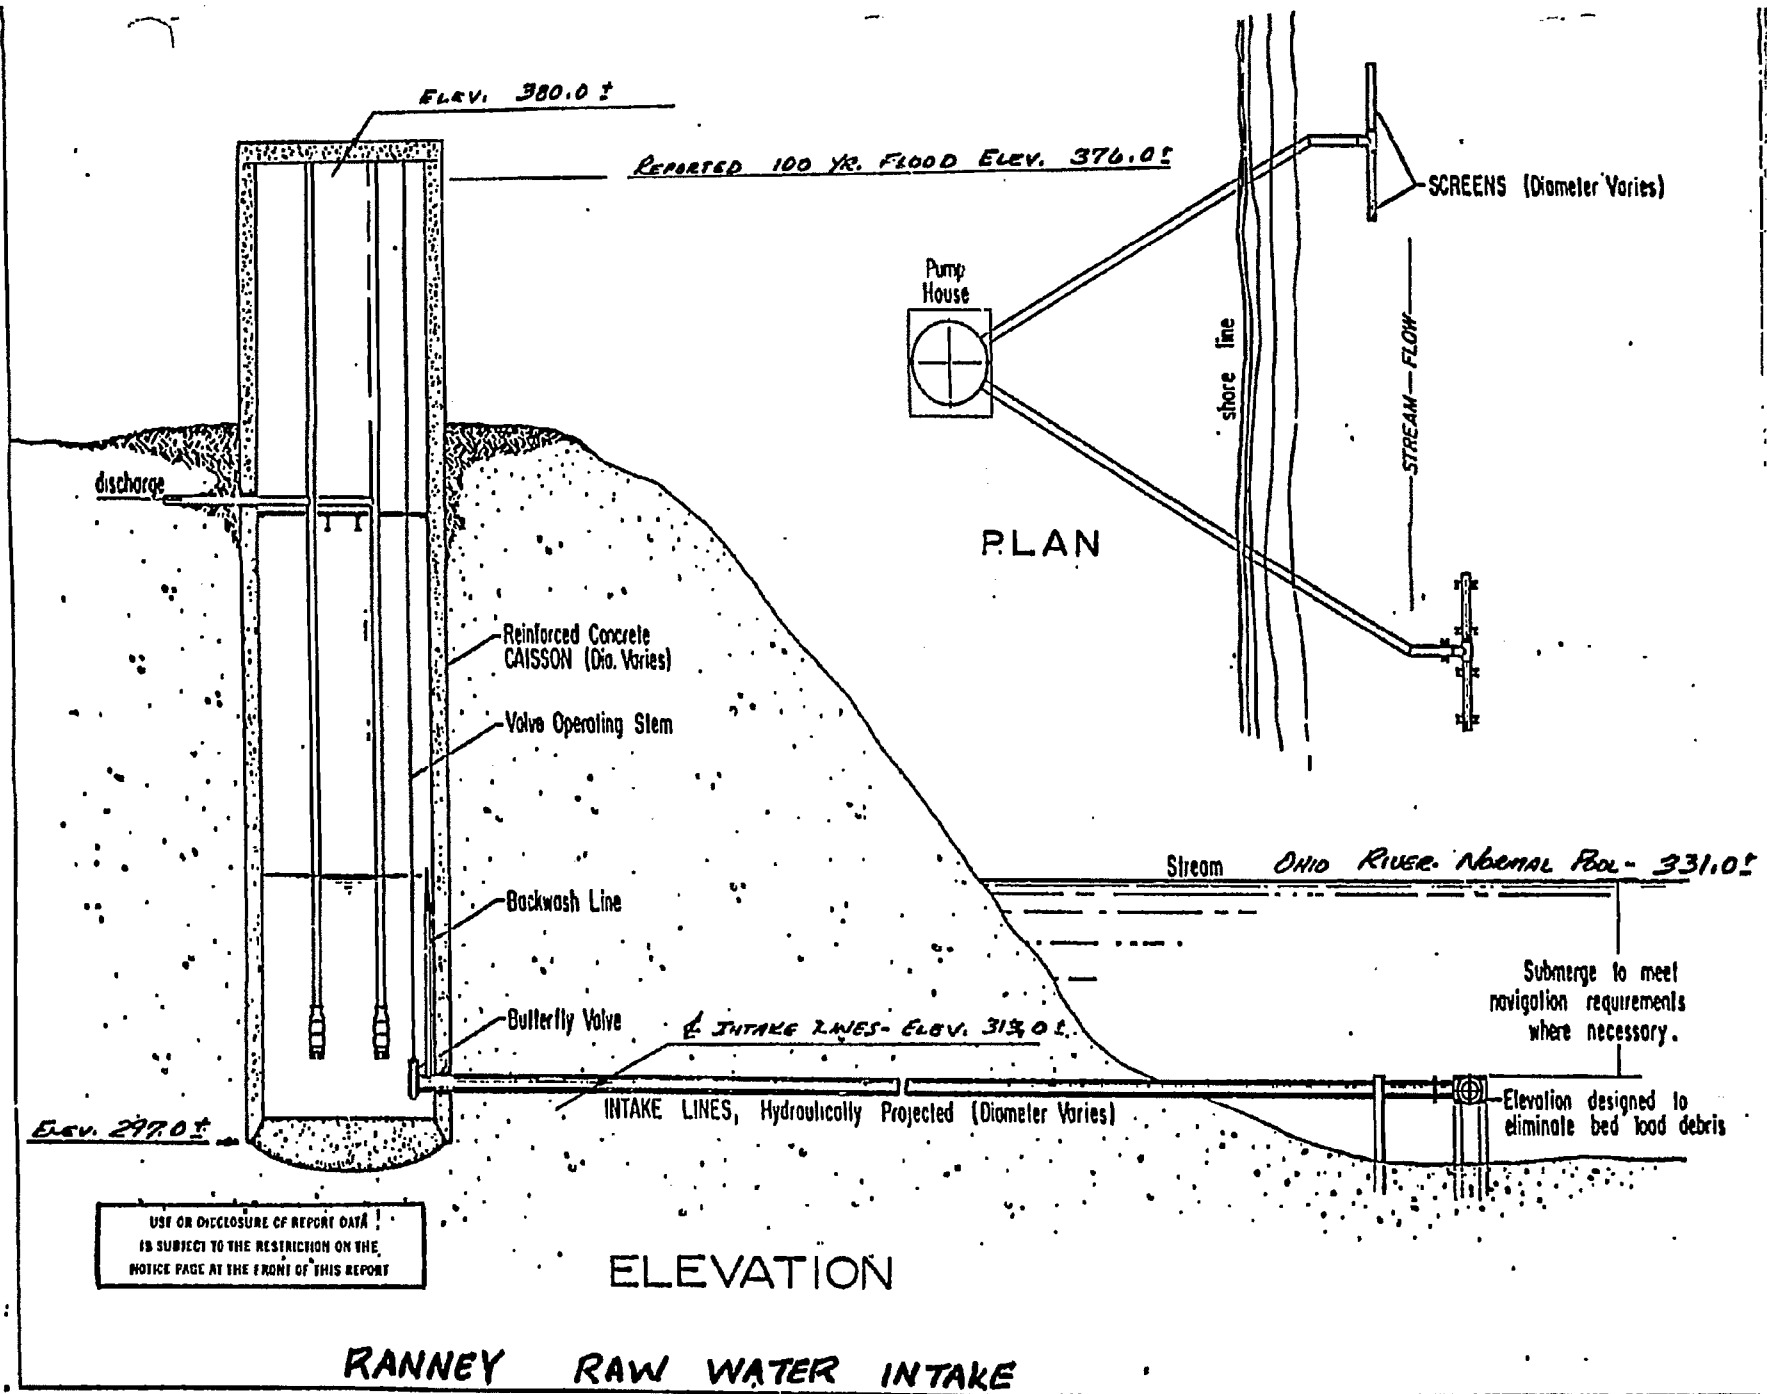 ELEV. 380.0 ±
REPORTED 100 YR. FLOOD ELEV. 376.0±
SCREENS (Diameter Varies)
Pump
House
shore line
STREAM FLOW
PLAN
discharge
Reinforced Concrete
CAISSON (Dia. Varies)
Valve Operating Stem
Stream OHIO RIVER. NORMAL POOL - 331.0±
Backwash Line
Submerge to meet
navigation requirements
where necessary.
Butterfly Valve
℄ INTAKE LINES - ELEV.
INTAKE LINES, Hydraulically Projected (Diameter Varies)
Elevation designed to
eliminate bed load debris
ELEV. 297.0±
USE OR DISCLOSURE OF REPORT DATA
IS SUBJECT TO THE RESTRICTION ON THE
NOTICE PAGE AT THE FRONT OF THIS REPORT
ELEVATION
RANNEY RAW WATER INTAKE